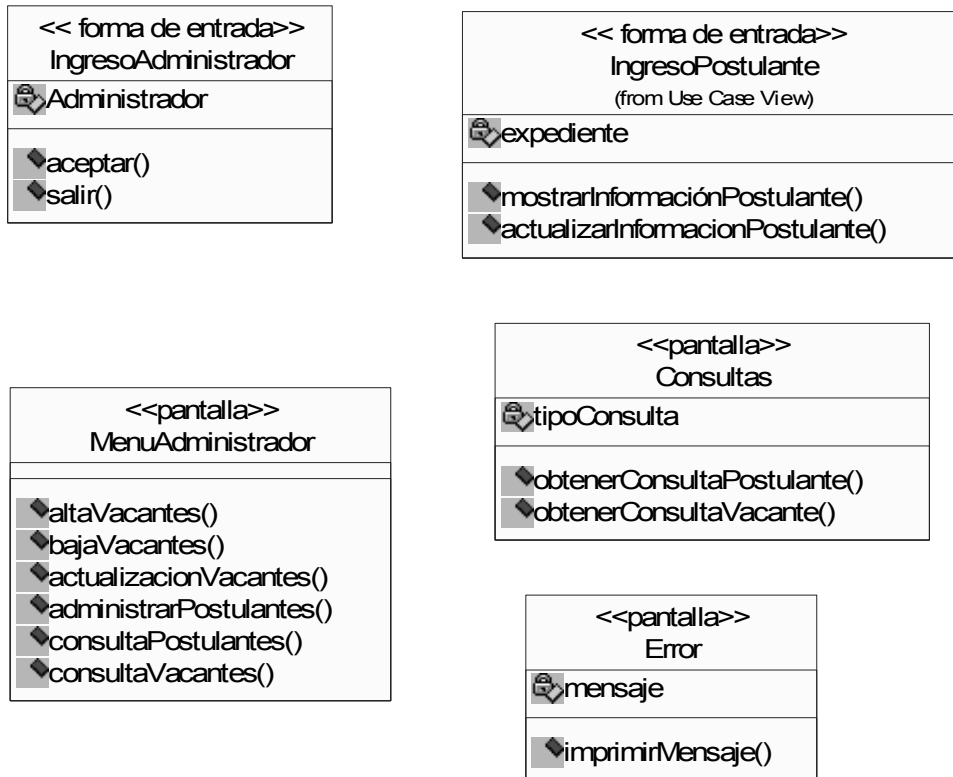 << forma de entrada>>
IngresoAdministrador
Administrador
aceptar()
salir()
<< forma de entrada>>
IngresoPostulante
(from Use Case View)
expediente
mostrarInformaciónPostulante()
actualizarInformacionPostulante()
<<pantalla>>
MenuAdministrador
altaVacantes()
bajaVacantes()
actualizacionVacantes()
administrarPostulantes()
consultaPostulantes()
consultaVacantes()
<<pantalla>>
Consultas
tipoConsulta
obtenerConsultaPostulante()
obtenerConsultaVacante()
<<pantalla>>
Error
mensaje
imprimirMensaje()